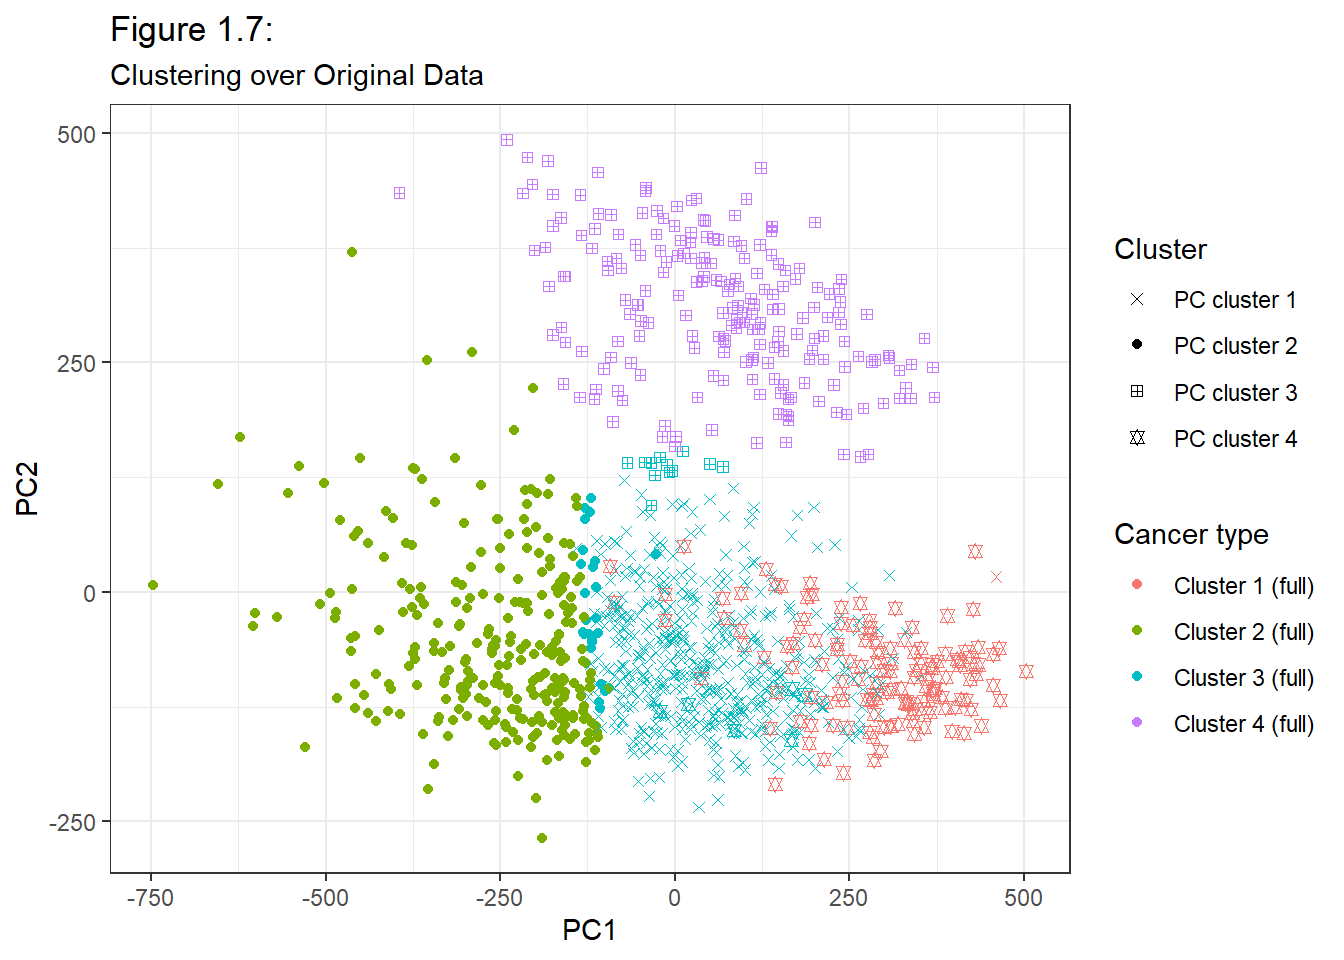 Figure 1.7:
Clustering over Original Data
500
250
0
-250
PC2
-750
-500
-250
0
250
500
PC1
Cluster
PC cluster 1
PC cluster 2
PC cluster 3
PC cluster 4
Cancer type
Cluster 1 (full)
Cluster 2 (full)
Cluster 3 (full)
Cluster 4 (full)